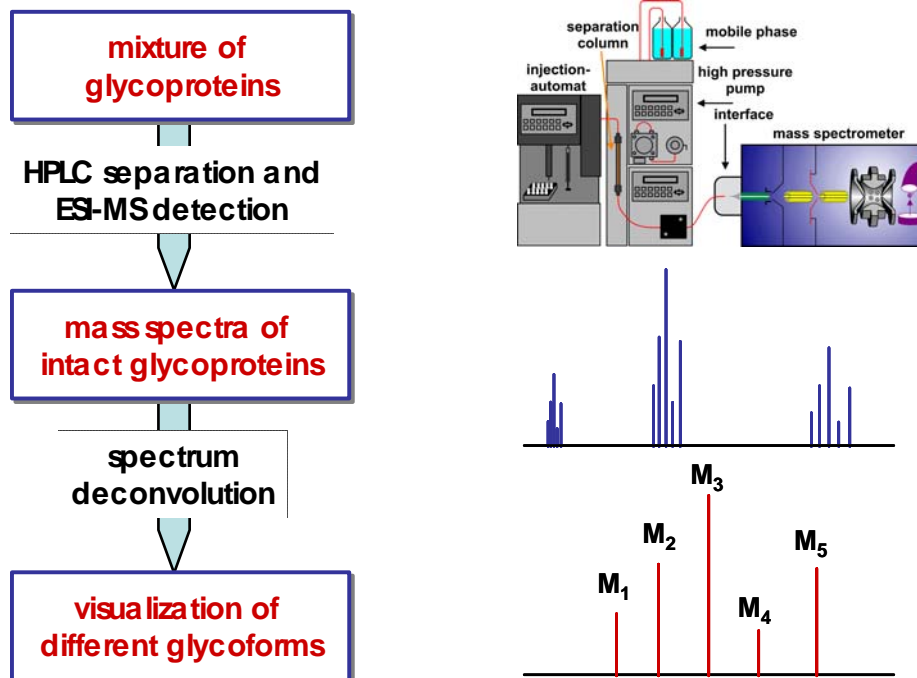 mixture of
glycoproteins
HPLC separation and
ESI-MS detection
mass spectra of
intact glycoproteins
spectrum
deconvolution
visualization of
different glycoforms
separation
column
mobile phase
injection-
automat
high pressure
pump
interface
mass spectrometer
M1
M2
M3
M4
M5